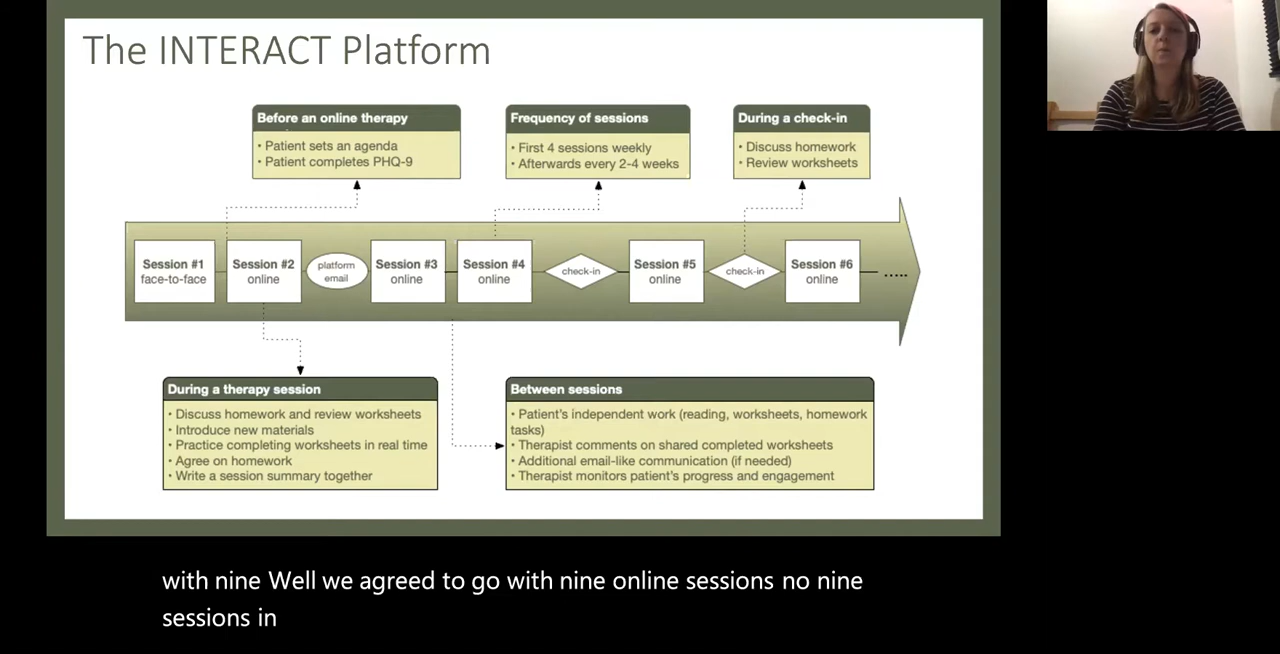 The INTERACT Platform
Before an online therapy
• Patient sets an agenda
• Patient completes PHQ-9
Frequency of sessions
• First 4 sessions weekly
• Afterwards every 2-4 weeks
During a check-in
• Discuss homework
• Review worksheets
Session #1
face-to-face
Session #2
online
platform
email
Session #3
online
Session #4
online
check-in
Session #5
online
check-in
Session #6
online
.....
During a therapy session
• Discuss homework and review worksheets
• Introduce new materials
• Practice completing worksheets in real time
• Agree on homework
• Write a session summary together
Between sessions
• Patient's independent work (reading, worksheets, homework
tasks)
• Therapist comments on shared completed worksheets
• Additional email-like communication (if needed)
• Therapist monitors patient's progress and engagement
with nine Well we agreed to go with nine online sessions no nine
sessions in